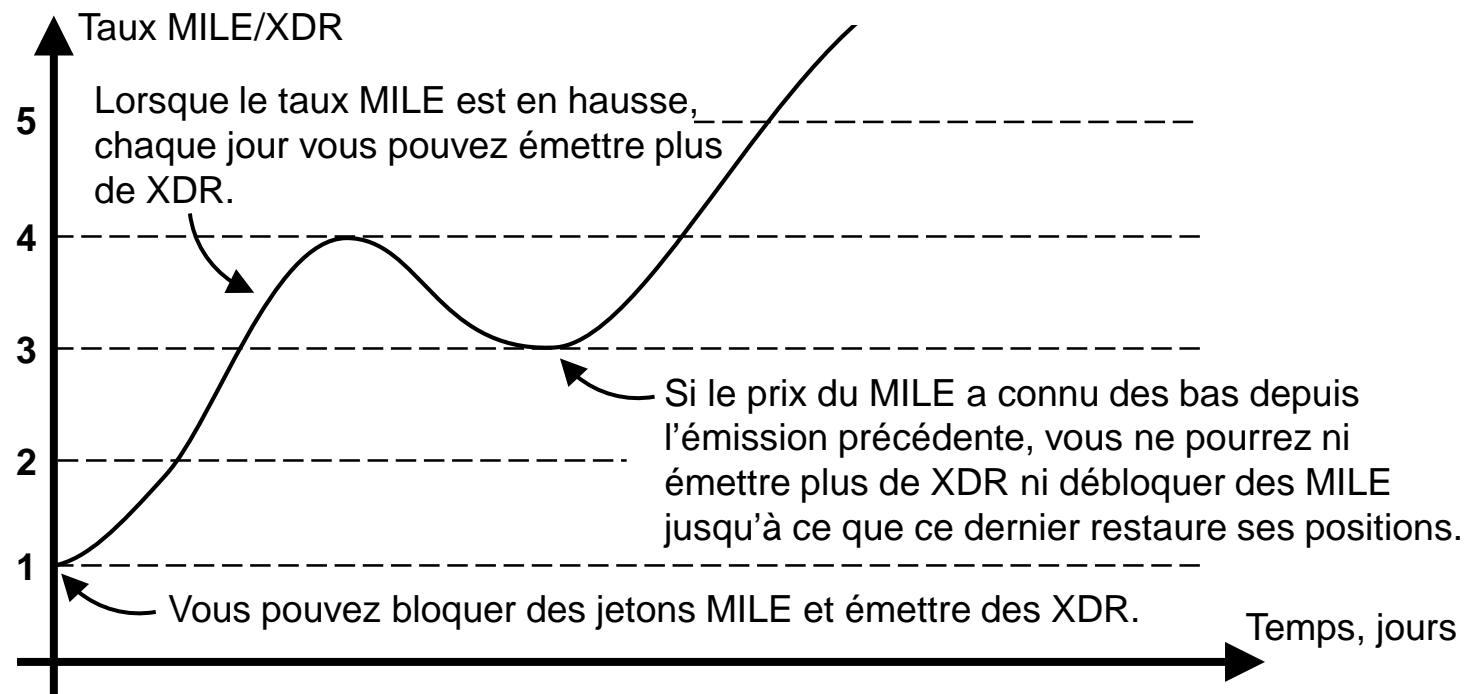 Taux MILE/XDR
Lorsque le taux MILE est en hausse,
chaque jour vous pouvez émettre plus
de XDR.
5
4
3
Si le prix du MILE a connu des bas depuis
l'émission précédente, vous ne pourrez ni
émettre plus de XDR ni débloquer des MILE
jusqu'à ce que ce dernier restaure ses positions.
2
1
Vous pouvez bloquer des jetons MILE et émettre des XDR.
Temps, jours